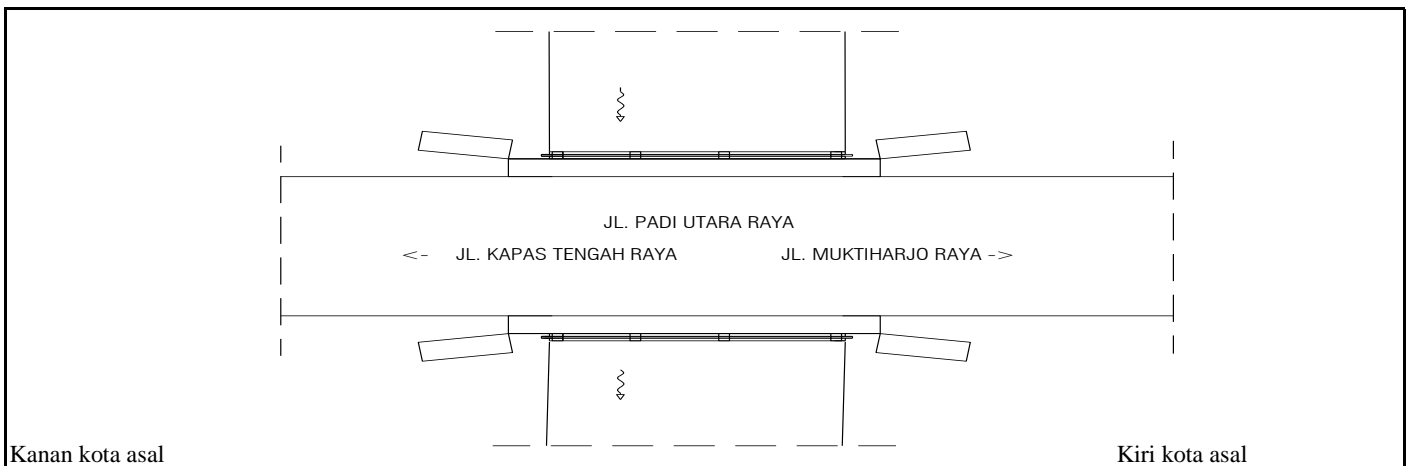 JL. PADI UTARA RAYA
<- JL. KAPAS TENGAH RAYA JL. MUKTIHARJO RAYA ->
Kanan kota asal Kiri kota asal